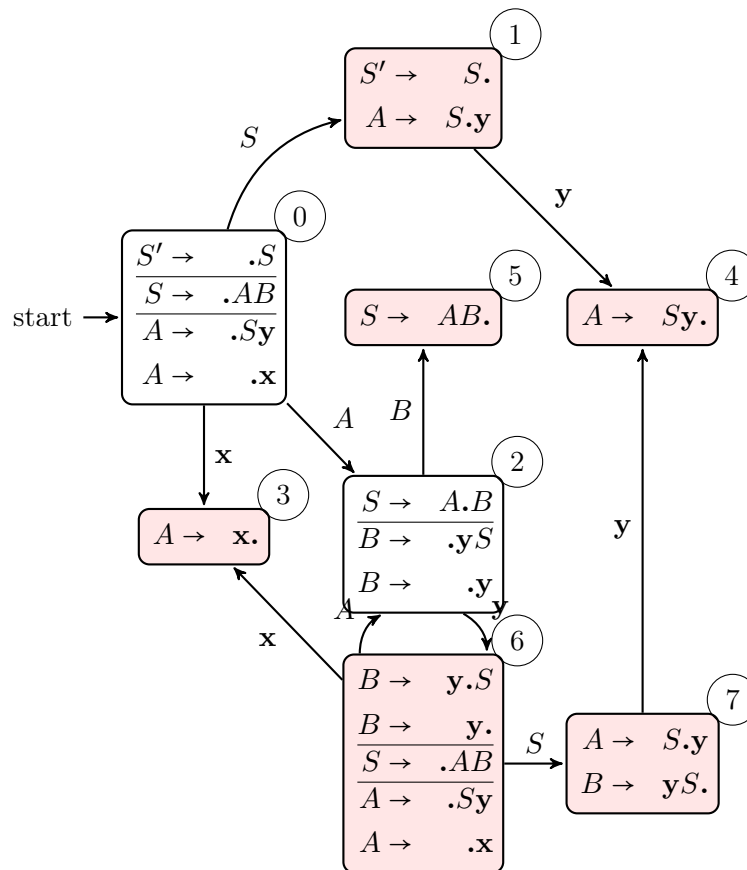 1
S′ → S.
A → S.y
S
y
0
S′ → .S
S → .AB
A → .Sy
A → .x
start
5
S → AB.
4
A → Sy.
x
A
B
2
S → A.B
B → .yS
B → .y
3
A → x.
y
A
y
x
6
B → y.S
B → y.
S → .AB
A → .Sy
A → .x
S
7
A → S.y
B → yS.